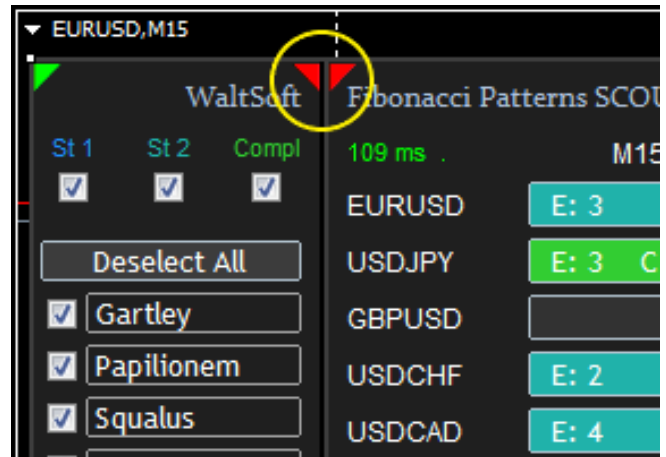 EURUSD,M15
WaltSoft
Fibonacci Patterns SCOU
St 1 St 2 Compl
109 ms . M15
EURUSD E: 3
Deselect All
USDJPY E: 3 C
Gartley
GBPUSD
Papilionem
USDCHF E: 2
Squalus
USDCAD E: 4